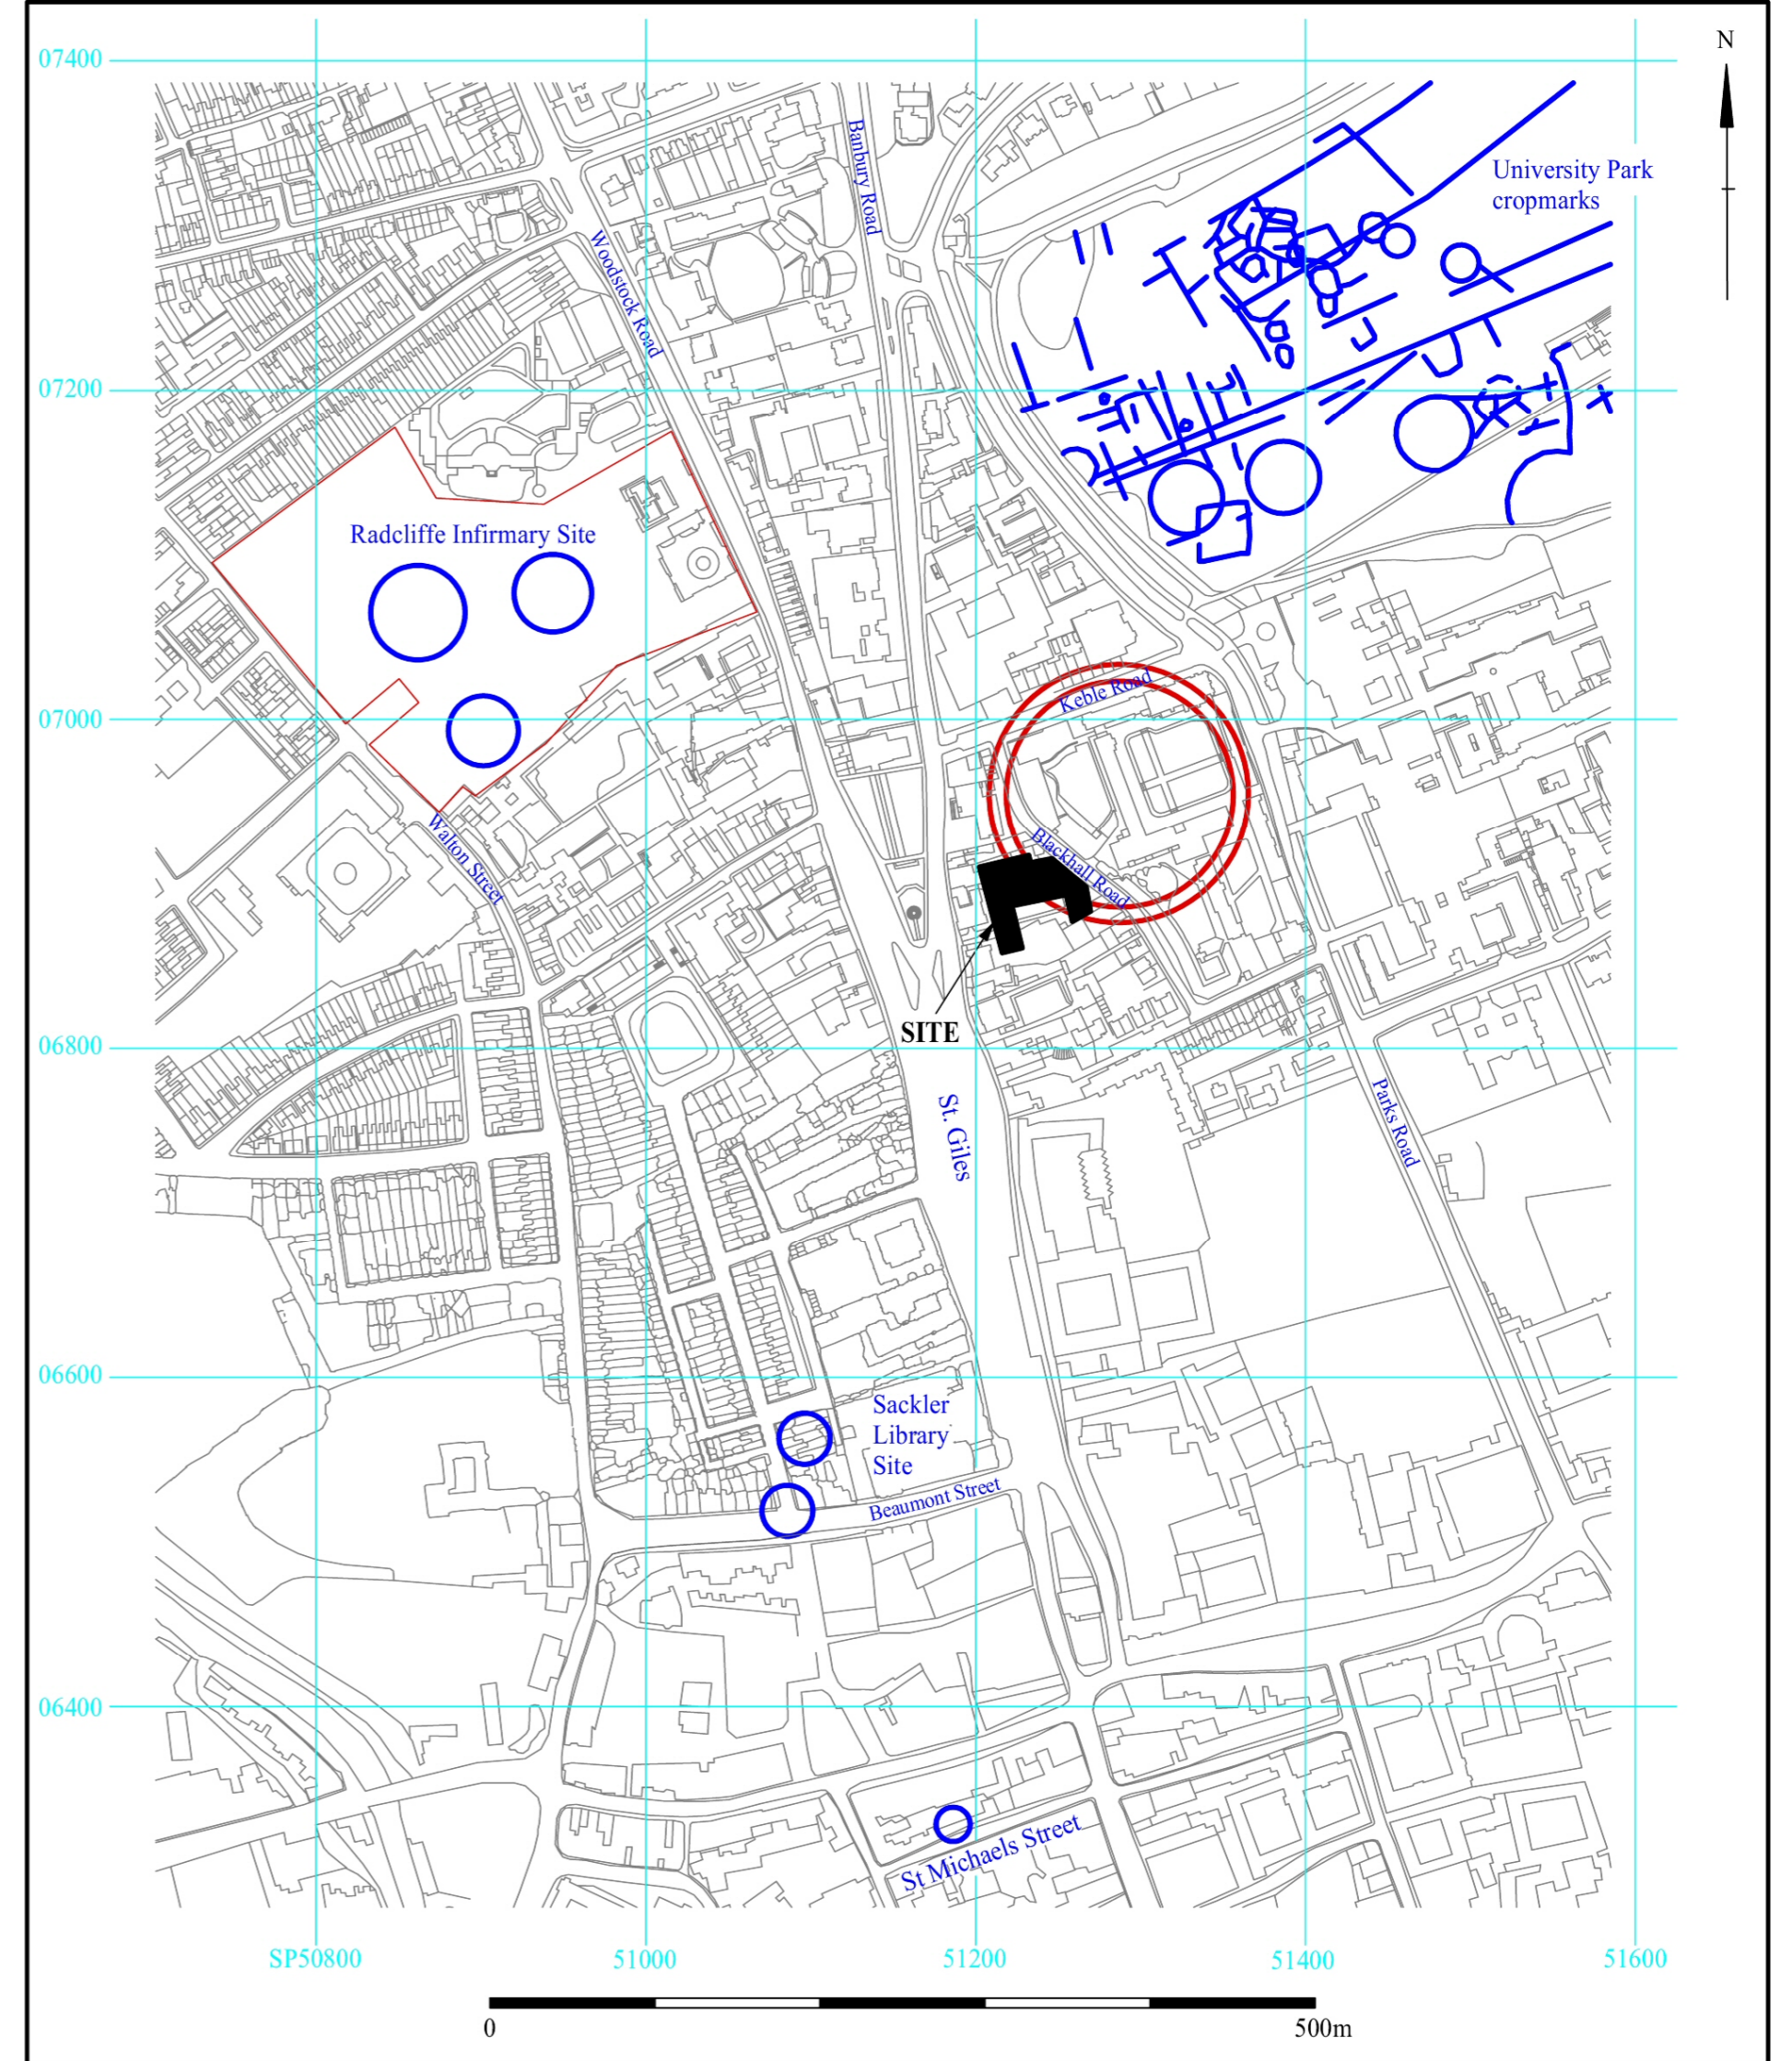 N
07400
Banbury Road
University Park
cropmarks
Woodstock Road
07200
Radcliffe Infirmary Site
Keble Road
07000
Walton Street
Blackhall Road
SITE
06800
St. Giles
Parks Road
06600
Sackler
Library
Site
Beaumont Street
06400
St Michaels Street
SP50800
51000
51200
51400
51600
0
500m